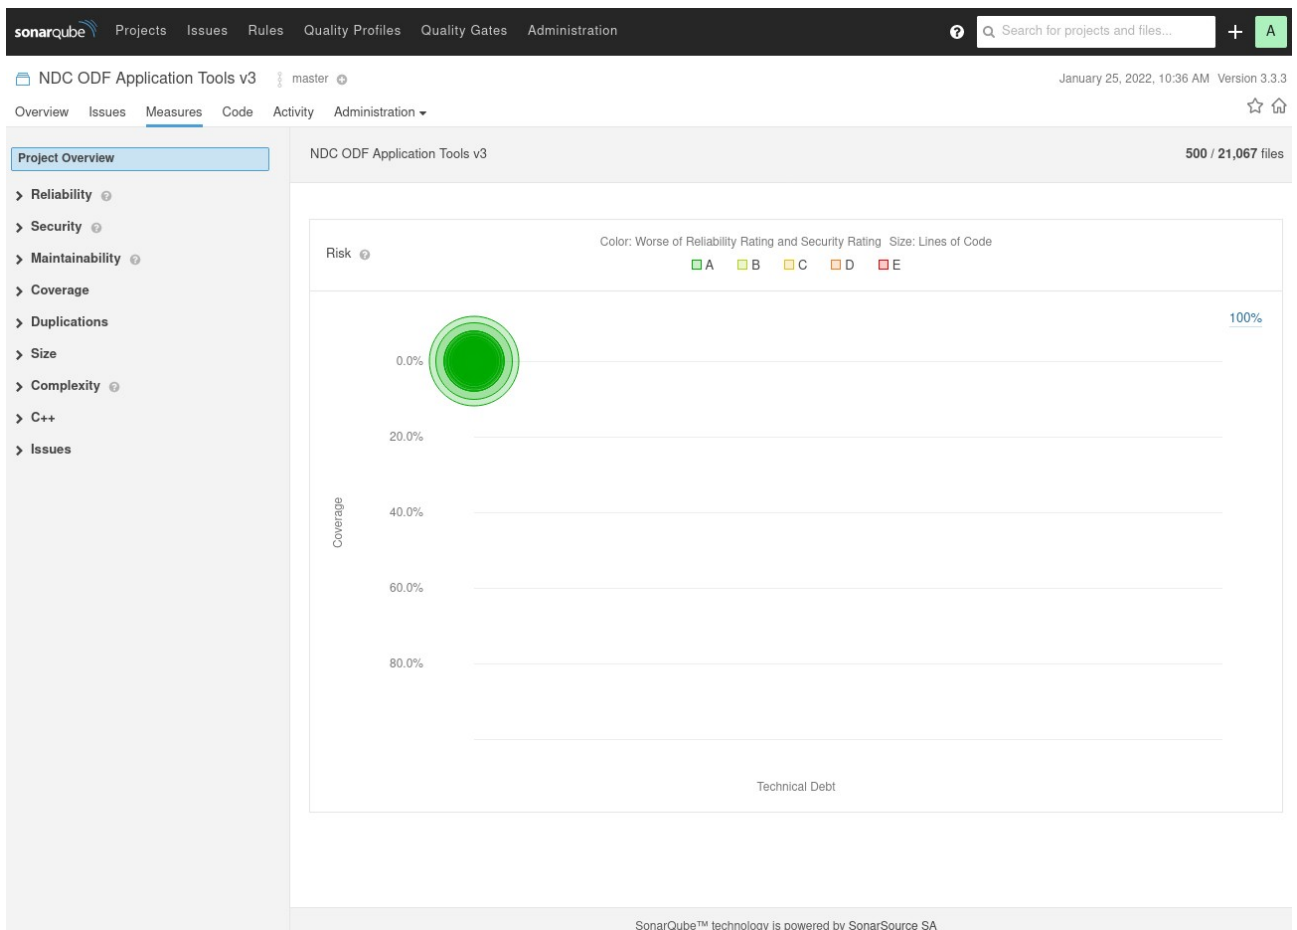 sonarqube Projects Issues Rules Quality Profiles Quality Gates Administration ? Search for projects and files... + A
NDC ODF Application Tools v3 master January 25, 2022, 10:36 AM Version 3.3.3
Overview Issues Measures Code Activity Administration
Project Overview
Reliability ?
Security ?
Maintainability ?
Coverage
Duplications
Size
Complexity ?
C++
Issues
NDC ODF Application Tools v3 500 / 21,067 files
Risk ? Color: Worse of Reliability Rating and Security Rating Size: Lines of Code
A B C D E
100%
0.0%
20.0%
40.0%
60.0%
80.0%
Coverage
Technical Debt
SonarQube™ technology is powered by SonarSource SA